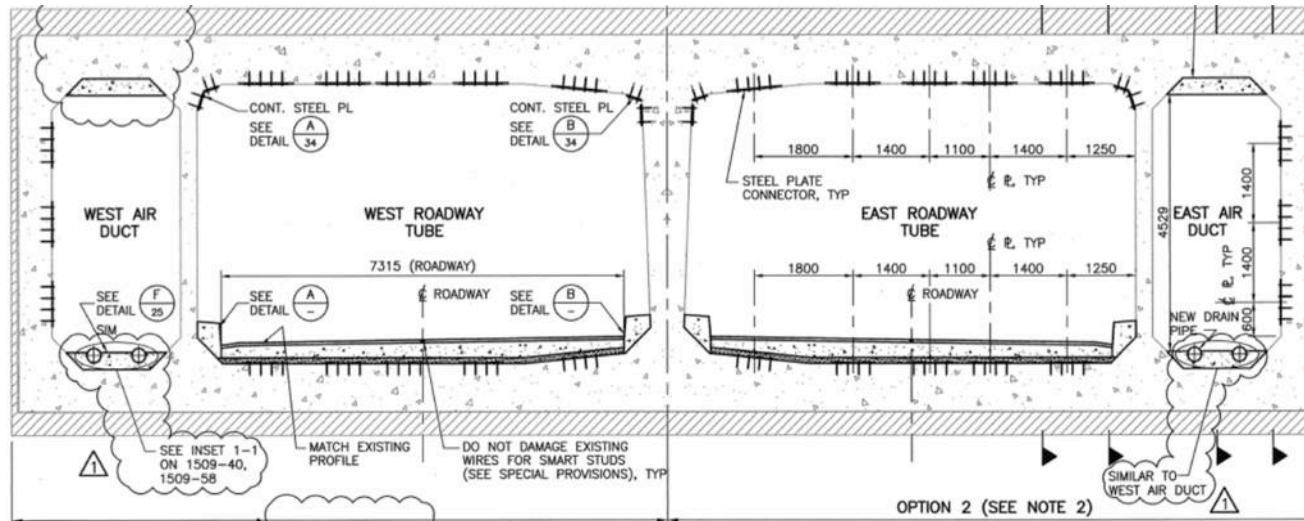 CONT. STEEL PL
SEE
DETAIL
A
34
CONT. STEEL PL
SEE
DETAIL
B
34
1800
1400
1100
1400
1250
STEEL PLATE
CONNECTOR, TYP
℄ PL TYP
WEST AIR
DUCT
WEST ROADWAY
TUBE
EAST ROADWAY
TUBE
EAST AIR
DUCT
4529
1400
1400
℄ PL TYP
600
℄ PL TYP
7315 (ROADWAY)
1800
1400
1100
1400
1250
SEE
DETAIL
F
25
SIM
SEE
DETAIL
A
-
℄ ROADWAY
SEE
DETAIL
B
-
℄ ROADWAY
NEW DRAIN
PIPE
1
SEE INSET 1-1
ON 1509-40,
1509-58
MATCH EXISTING
PROFILE
DO NOT DAMAGE EXISTING
WIRES FOR SMART STUDS
(SEE SPECIAL PROVISIONS), TYP
SIMILAR TO
WEST AIR DUCT
1
OPTION 2 (SEE NOTE 2)